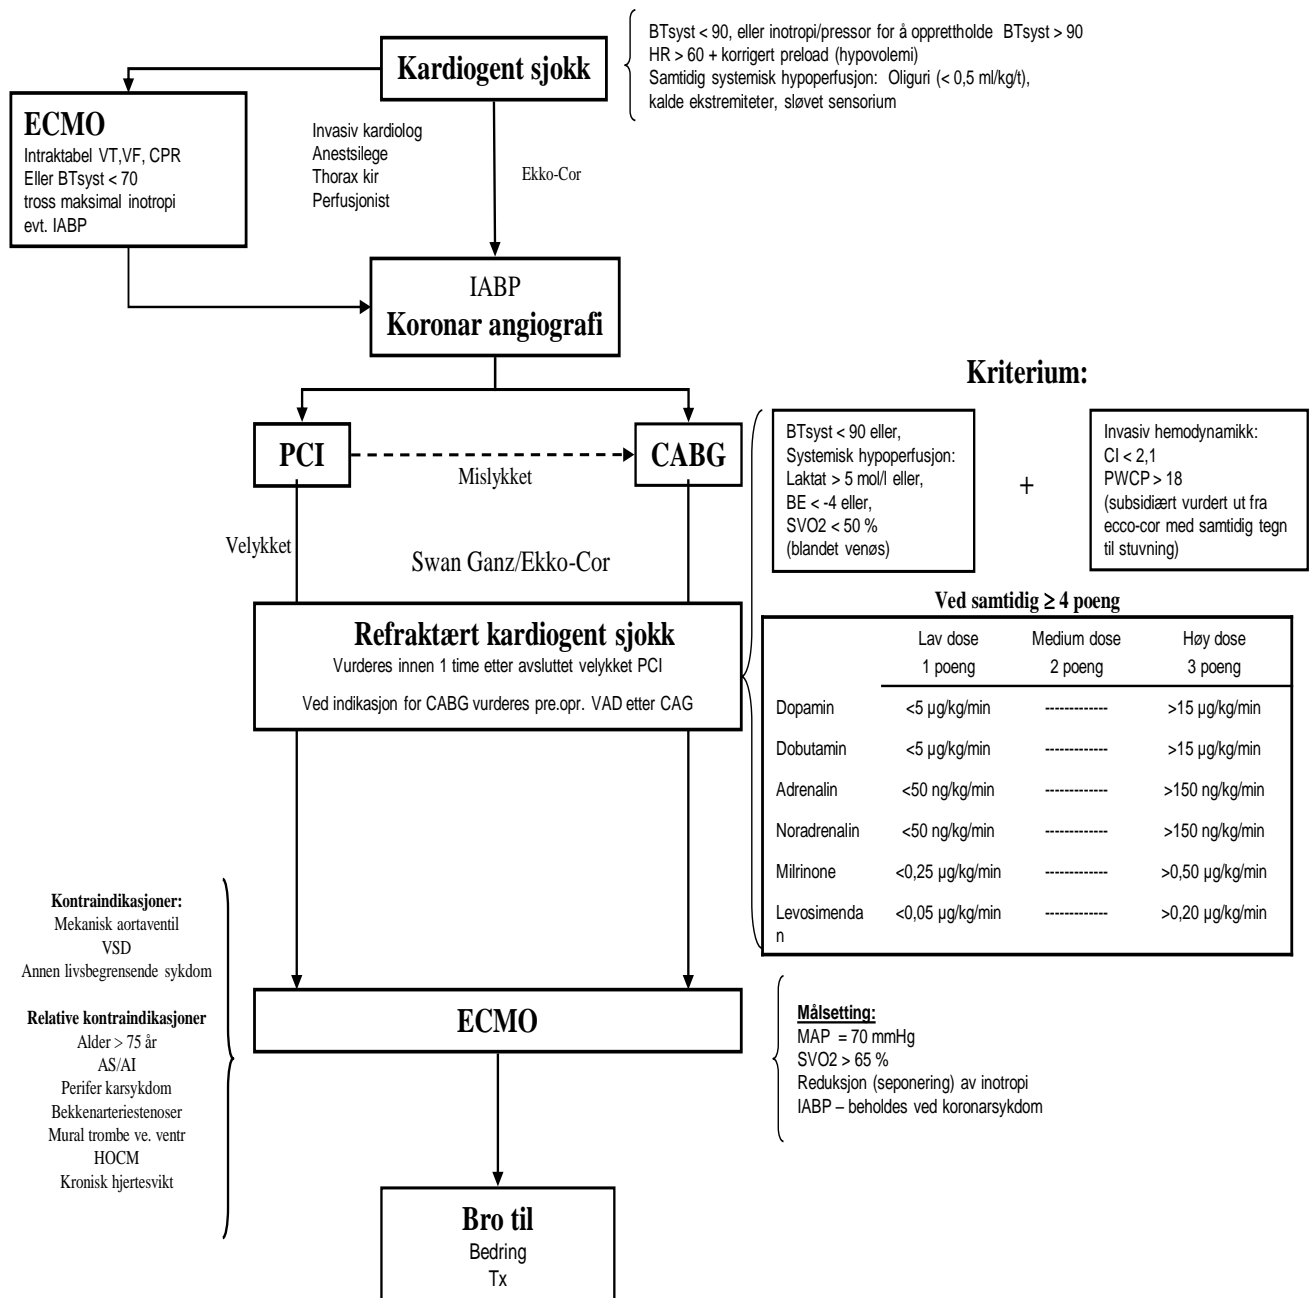 Kardiogent sjokk
BTsyst < 90, eller inotropi/pressor for å opprettholde BTsyst > 90
HR > 60 + korrigert preload (hypovolemi)
Samtidig systemisk hypoperfusjon: Oliguri (< 0,5 ml/kg/t),
kalde ekstremiteter, sløvet sensorium
ECMO
Intraktabel VT,VF, CPR
Eller BTsyst < 70
tross maksimal inotropi
evt. IABP
Invasiv kardiolog
Anestsilege
Thorax kir
Perfusjonist
Ekko-Cor
IABP
Koronar angiografi
PCI
Mislykket
CABG
Velykket
Swan Ganz/Ekko-Cor
Kriterium:
BTsyst < 90 eller,
Systemisk hypoperfusjon:
Laktat > 5 mol/l eller,
BE < -4 eller,
SVO2 < 50 %
(blandet venøs)
+
Invasiv hemodynamikk:
CI < 2,1
PWCP > 18
(subsidiært vurdert ut fra
ecco-cor med samtidig tegn
til stuvning)
Refraktært kardiogent sjokk
Vurderes innen 1 time etter avsluttet velykket PCI
Ved indikasjon for CABG vurderes pre.opr. VAD etter CAG
Ved samtidig ≥ 4 poeng
Lav dose Medium dose Høy dose
1 poeng 2 poeng 3 poeng
Dopamin <5 µg/kg/min ------------- >15 µg/kg/min
Dobutamin <5 µg/kg/min ------------- >15 µg/kg/min
Adrenalin <50 ng/kg/min ------------- >150 ng/kg/min
Noradrenalin <50 ng/kg/min ------------- >150 ng/kg/min
Milrinone <0,25 µg/kg/min ------------- >0,50 µg/kg/min
Levosimenda <0,05 µg/kg/min ------------- >0,20 µg/kg/min
n
Kontraindikasjoner:
Mekanisk aortaventil
VSD
Annen livsbegrensende sykdom
Relative kontraindikasjoner
Alder > 75 år
AS/AI
Perifer karsykdom
Bekkenarteriestenoser
Mural trombe ve. ventr
HOCM
Kronisk hjertesvikt
ECMO
Målsetting:
MAP = 70 mmHg
SVO2 > 65 %
Reduksjon (seponering) av inotropi
IABP – beholdes ved koronarsykdom
Bro til
Bedring
Tx